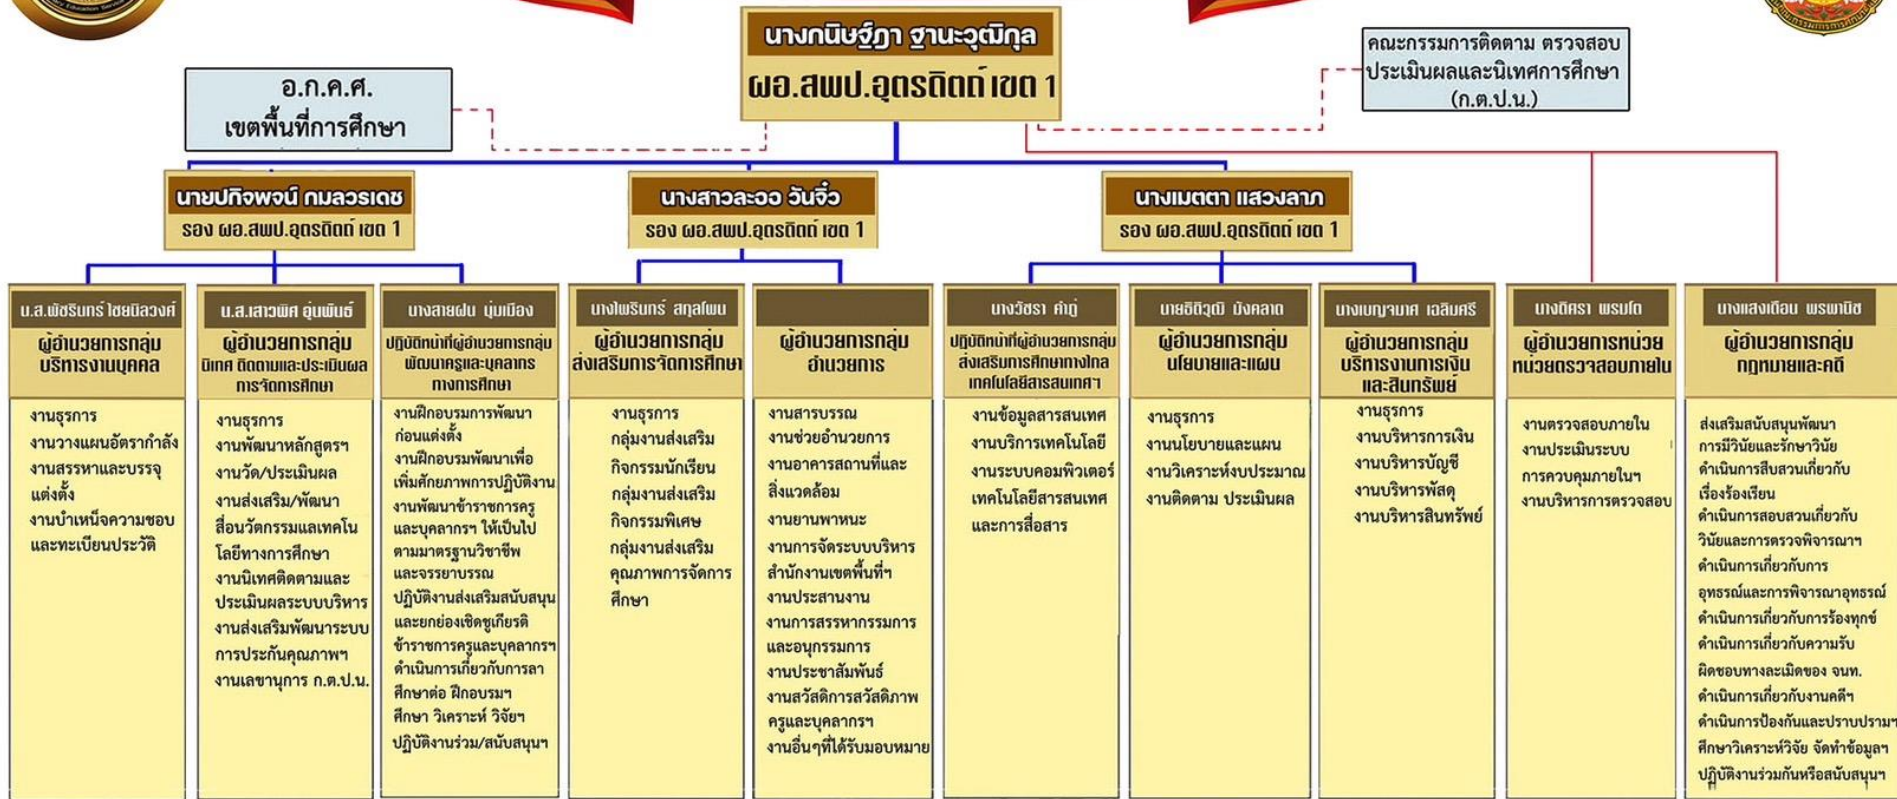 นางกนิษฐ์ฎา ฐานะวุฒิกุล
ผอ.สพป.อุตรดิตถ์ เขต 1
อ.ก.ค.ศ.
เขตพื้นที่การศึกษา
คณะกรรมการติดตาม ตรวจสอบ
ประเมินผลและนิเทศการศึกษา
(ก.ต.ป.น.)
นายปกิจพจน์ กมลวรเดช
รอง ผอ.สพป.อุตรดิตถ์ เขต 1
นางสาวละออ วันจิ๋ว
รอง ผอ.สพป.อุตรดิตถ์ เขต 1
นางเมตตา แสวงลาภ
รอง ผอ.สพป.อุตรดิตถ์ เขต 1
น.ส.พัชรินทร์ ไชยนิลวงศ์
ผู้อำนวยการกลุ่ม
บริหารงานบุคคล
งานธุรการ
งานวางแผนอัตรากำลัง
งานสรรหาและบรรจุ
แต่งตั้ง
งานบำเหน็จความชอบ
และทะเบียนประวัติ
น.ส.เสาวพิศ อุ่นพันธ์
ผู้อำนวยการกลุ่ม
นิเทศ ติดตามและประเมินผล
การจัดการศึกษา
งานธุรการ
งานพัฒนาหลักสูตรฯ
งานวัด/ประเมินผล
งานส่งเสริม/พัฒนา
สื่อนวัตกรรมแลเทคโน
โลยีทางการศึกษา
งานนิเทศติดตามและ
ประเมินผลระบบบริหาร
งานส่งเสริมพัฒนาระบบ
การประกันคุณภาพฯ
งานเลขานุการ ก.ต.ป.น.
นางสายฝน นุ่มเมือง
ปฏิบัติหน้าที่ผู้อำนวยการกลุ่ม
พัฒนาครูและบุคลากร
ทางการศึกษา
งานฝึกอบรมการพัฒนา
ก่อนแต่งตั้ง
งานฝึกอบรมพัฒนาเพื่อ
เพิ่มศักยภาพการปฏิบัติงาน
งานพัฒนาข้าราชการครู
และบุคลากรฯ ให้เป็นไป
ตามมาตรฐานวิชาชีพ
และจรรยาบรรณ
ปฏิบัติงานส่งเสริมสนับสนุน
และยกย่องเชิดชูเกียรติ
ข้าราชการครูและบุคลากรฯ
ดำเนินการเกี่ยวกับการลา
ศึกษาต่อ ฝึกอบรมฯ
ศึกษา วิเคราะห์ วิจัยฯ
ปฏิบัติงานร่วม/สนับสนุนฯ
นางไพรินทร์ สกุลโพน
ผู้อำนวยการกลุ่ม
ส่งเสริมการจัดการศึกษา
งานธุรการ
กลุ่มงานส่งเสริม
กิจกรรมนักเรียน
กลุ่มงานส่งเสริม
กิจกรรมพิเศษ
กลุ่มงานส่งเสริม
คุณภาพการจัดการ
ศึกษา
ผู้อำนวยการกลุ่ม
อำนวยการ
งานสารบรรณ
งานช่วยอำนวยการ
งานอาคารสถานที่และ
สิ่งแวดล้อม
งานยานพาหนะ
งานการจัดระบบบริหาร
สำนักงานเขตพื้นที่ฯ
งานประสานงาน
งานการสรรหากรรมการ
และอนุกรรมการ
งานประชาสัมพันธ์
งานสวัสดิการสวัสดิภาพ
ครูและบุคลากรฯ
งานอื่นๆที่ได้รับมอบหมาย
นางวัชรา คำภู่
ปฏิบัติหน้าที่ผู้อำนวยการกลุ่ม
ส่งเสริมการศึกษาทางไกล
เทคโนโลยีสารสนเทศฯ
งานข้อมูลสารสนเทศ
งานบริการเทคโนโลยี
งานระบบคอมพิวเตอร์
เทคโนโลยีสารสนเทศ
และการสื่อสาร
นายธิติวุฒิ มังคลาด
ผู้อำนวยการกลุ่ม
นโยบายและแผน
งานธุรการ
งานนโยบายและแผน
งานวิเคราะห์งบประมาณ
งานติดตาม ประเมินผล
นางเบญจมาศ เฉลิมศรี
ผู้อำนวยการกลุ่ม
บริหารงานการเงิน
และสินทรัพย์
งานธุรการ
งานบริหารการเงิน
งานบริหารบัญชี
งานบริหารพัสดุ
งานบริหารสินทรัพย์
นางดิศรา พรมโต
ผู้อำนวยการหน่วย
หน่วยตรวจสอบภายใน
งานตรวจสอบภายใน
งานประเมินระบบ
การควบคุมภายในฯ
งานบริหารการตรวจสอบ
นางแสงเดือน พรพานิช
ผู้อำนวยการกลุ่ม
กฎหมายและคดี
ส่งเสริมสนับสนุนพัฒนา
การมีวินัยและรักษาวินัย
ดำเนินการสืบสวนเกี่ยวกับ
เรื่องร้องเรียน
ดำเนินการสอบสวนเกี่ยวกับ
วินัยและการตรวจพิจารณาฯ
ดำเนินการเกี่ยวกับการ
อุทธรณ์และการพิจารณาอุทธรณ์
ดำเนินการเกี่ยวกับการร้องทุกข์
ดำเนินการเกี่ยวกับความรับ
ผิดชอบทางละเมิดของ จนท.
ดำเนินการเกี่ยวกับงานคดีฯ
ดำเนินการป้องกันและปราบปรามฯ
ศึกษาวิเคราะห์วิจัย จัดทำข้อมูลฯ
ปฏิบัติงานร่วมกันหรือสนับสนุนฯ